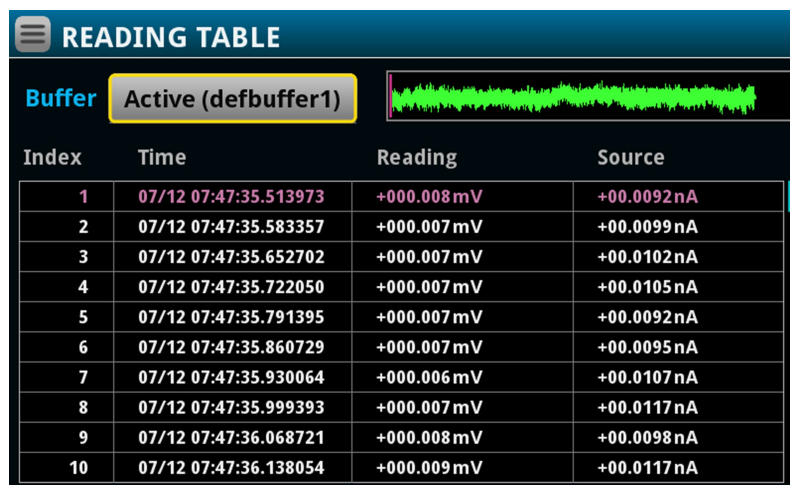 READING TABLE
Buffer Active (defbuffer1)
Index Time Reading Source
1 07/12 07:47:35.513973 +000.008mV +00.0092nA
2 07/12 07:47:35.583357 +000.007mV +00.0099nA
3 07/12 07:47:35.652702 +000.007mV +00.0102nA
4 07/12 07:47:35.722050 +000.007mV +00.0105nA
5 07/12 07:47:35.791395 +000.007mV +00.0092nA
6 07/12 07:47:35.860729 +000.007mV +00.0095nA
7 07/12 07:47:35.930064 +000.006mV +00.0107nA
8 07/12 07:47:35.999393 +000.007mV +00.0117nA
9 07/12 07:47:36.068721 +000.008mV +00.0098nA
10 07/12 07:47:36.138054 +000.009mV +00.0117nA